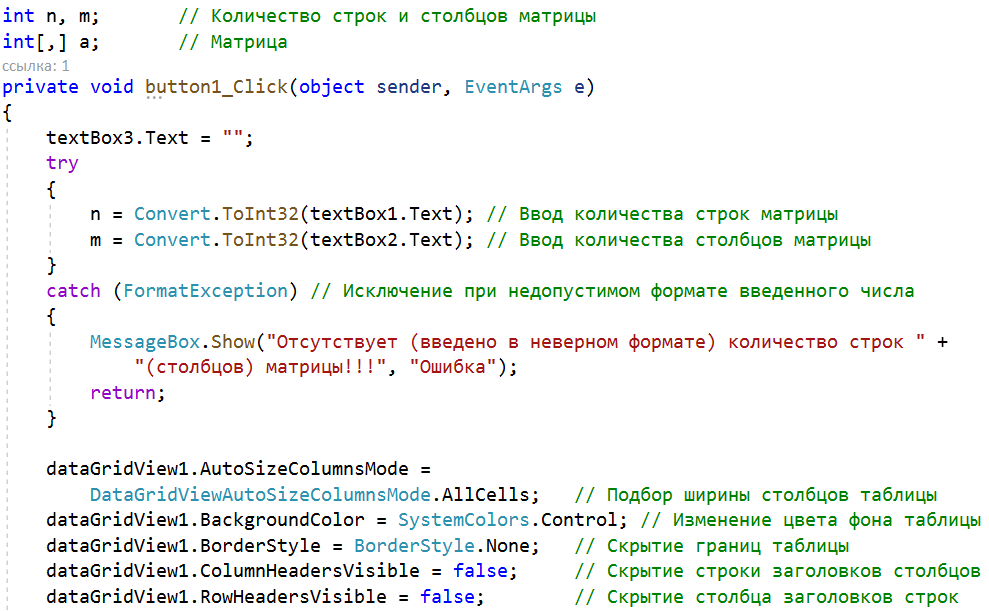 int n, m;       // Количество строк и столбцов матрицы
int[,] a;       // Матрица
ссылка: 1
private void button1_Click(object sender, EventArgs e)
{
    textBox3.Text = "";
    try
    {
        n = Convert.ToInt32(textBox1.Text); // Ввод количества строк матрицы
        m = Convert.ToInt32(textBox2.Text); // Ввод количества столбцов матрицы
    }
    catch (FormatException) // Исключение при недопустимом формате введенного числа
    {
        MessageBox.Show("Отсутствует (введено в неверном формате) количество строк " +
            "(столбцов) матрицы!!!", "Ошибка");
        return;
    }

    dataGridView1.AutoSizeColumnsMode =
        DataGridViewAutoSizeColumnsMode.AllCells;   // Подбор ширины столбцов таблицы
    dataGridView1.BackgroundColor = SystemColors.Control; // Изменение цвета фона таблицы
    dataGridView1.BorderStyle = BorderStyle.None;   // Скрытие границ таблицы
    dataGridView1.ColumnHeadersVisible = false;     // Скрытие строки заголовков столбцов
    dataGridView1.RowHeadersVisible = false;        // Скрытие столбца заголовков строк